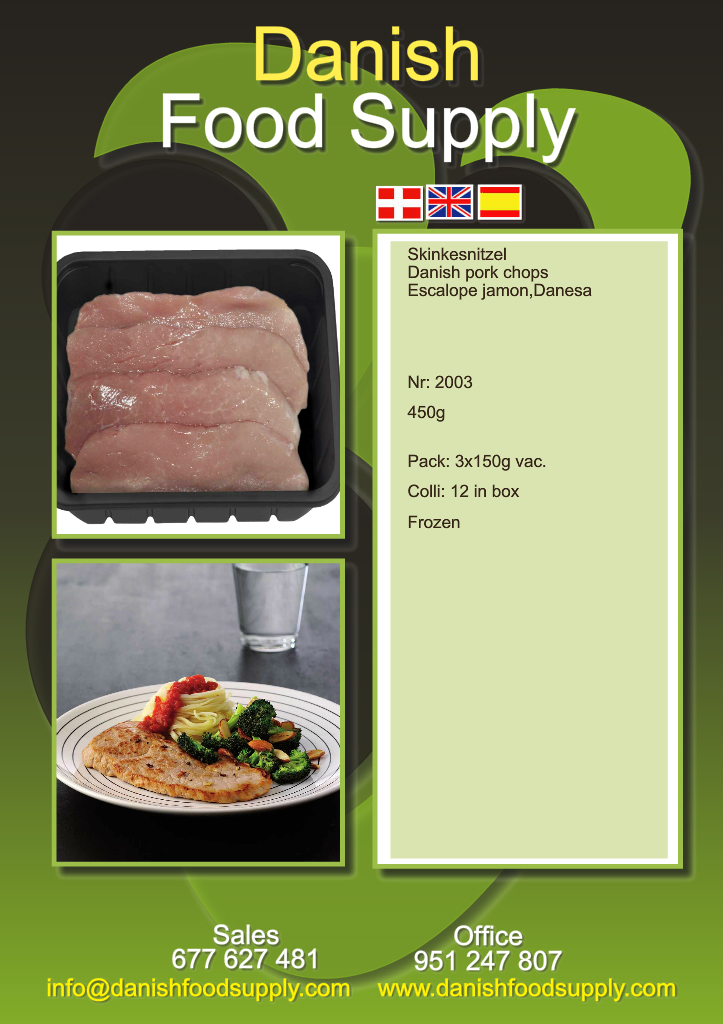 Danish
Food Supply
Skinkesnitzel
Danish pork chops
Escalope jamon,Danesa
Nr: 2003
450g
Pack: 3x150g vac.
Colli: 12 in box
Frozen
Sales
677 627 481
info@danishfoodsupply.com
Office
951 247 807
www.danishfoodsupply.com